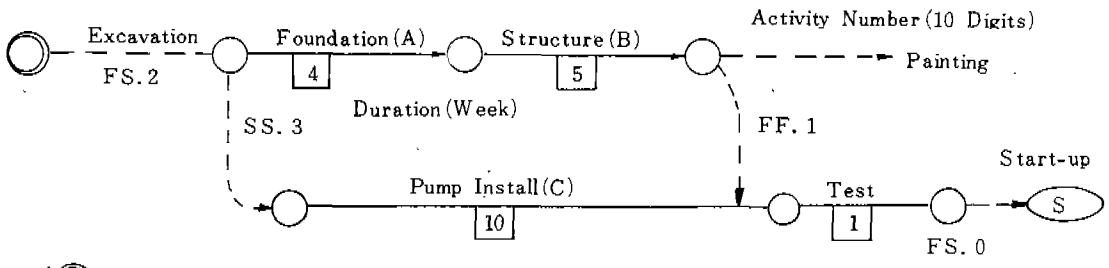 Activity Number (10 Digits)
Excavation
Foundation (A)
Structure (B)
Painting
FS. 2
4
5
Duration (Week)
SS. 3
FF. 1
Start-up
Pump Install (C)
Test
S
10
1
FS. 0